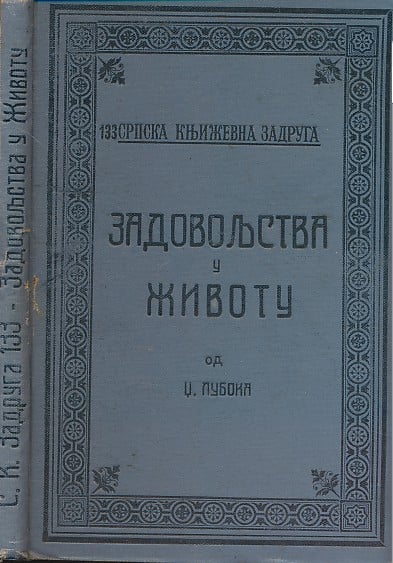 133 СРПСКА КЊИЖЕВНА ЗАДРУГА
ЗАДОВОЉСТВА
У
ЖИВОТУ
ОД
Џ. ЛУБОКА
С. К. Задруга 133 - Задовољства у Животу